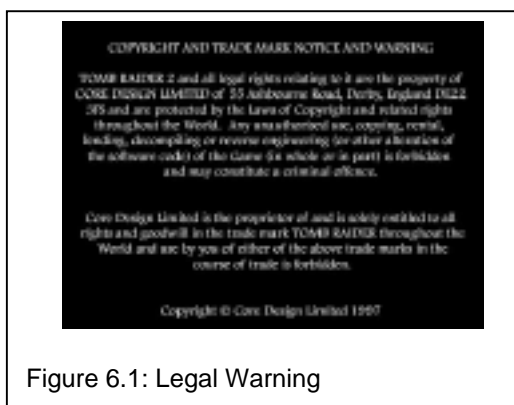 COPYRIGHT AND TRADE MARK NOTICE AND WARNING
TOMB RAIDER 2 and all legal rights relating to it are the property of
CORE DESIGN LIMITED of 55 Ashbourne Road, Derby, England DE22
3FS and are protected by the Laws of Copyright and related rights
throughout the World. Any unauthorised use, copying, rental,
lending, decompiling or reverse engineering (or other alteration of
the software code) of the Game (in whole or in part) is forbidden
and may constitute a criminal offence.
Core Design Limited is the proprietor of and is solely entitled to all
rights and goodwill in the trade mark TOMB RAIDER throughout the
World and use by you of either of the above trade marks in the
course of trade is forbidden.
Copyright © Core Design Limited 1997
Figure 6.1: Legal Warning